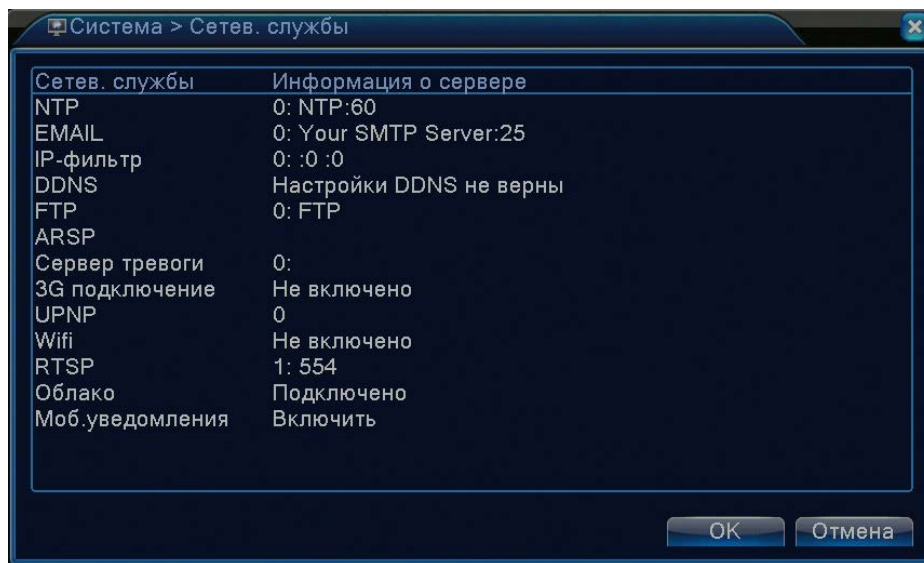 Система > Сетев. службы
Сетев. службы Информация о сервере
NTP 0: NTP:60
EMAIL 0: Your SMTP Server:25
IP-фильтр 0: :0 :0
DDNS Настройки DDNS не верны
FTP 0: FTP
ARSP
Сервер тревоги 0:
3G подключение Не включено
UPNP 0
Wifi Не включено
RTSP 1: 554
Облако Подключено
Моб.уведомления Включить
OK Отмена